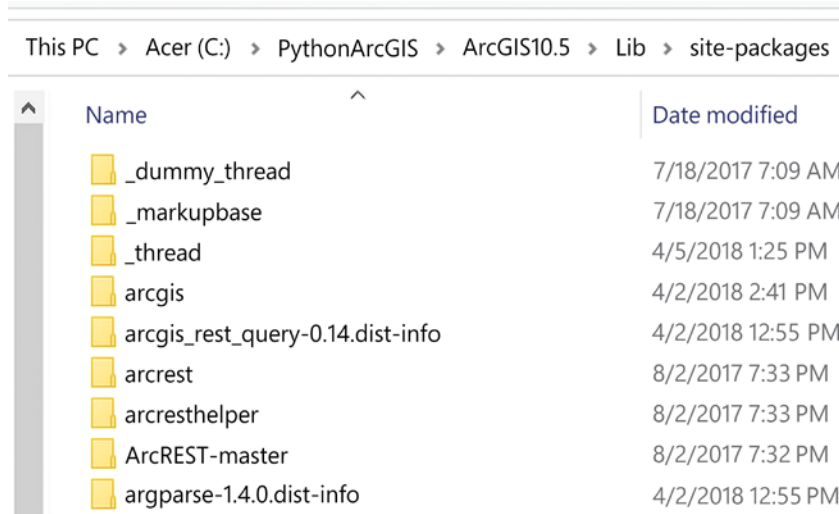 This PC > Acer (C:) > PythonArcGIS > ArcGIS10.5 > Lib > site-packages
Name Date modified
_dummy_thread 7/18/2017 7:09 AM
_markupbase 7/18/2017 7:09 AM
_thread 4/5/2018 1:25 PM
arcgis 4/2/2018 2:41 PM
arcgis_rest_query-0.14.dist-info 4/2/2018 12:55 PM
arcrest 8/2/2017 7:33 PM
arcresthelper 8/2/2017 7:33 PM
ArcREST-master 8/2/2017 7:32 PM
argparse-1.4.0.dist-info 4/2/2018 12:55 PM